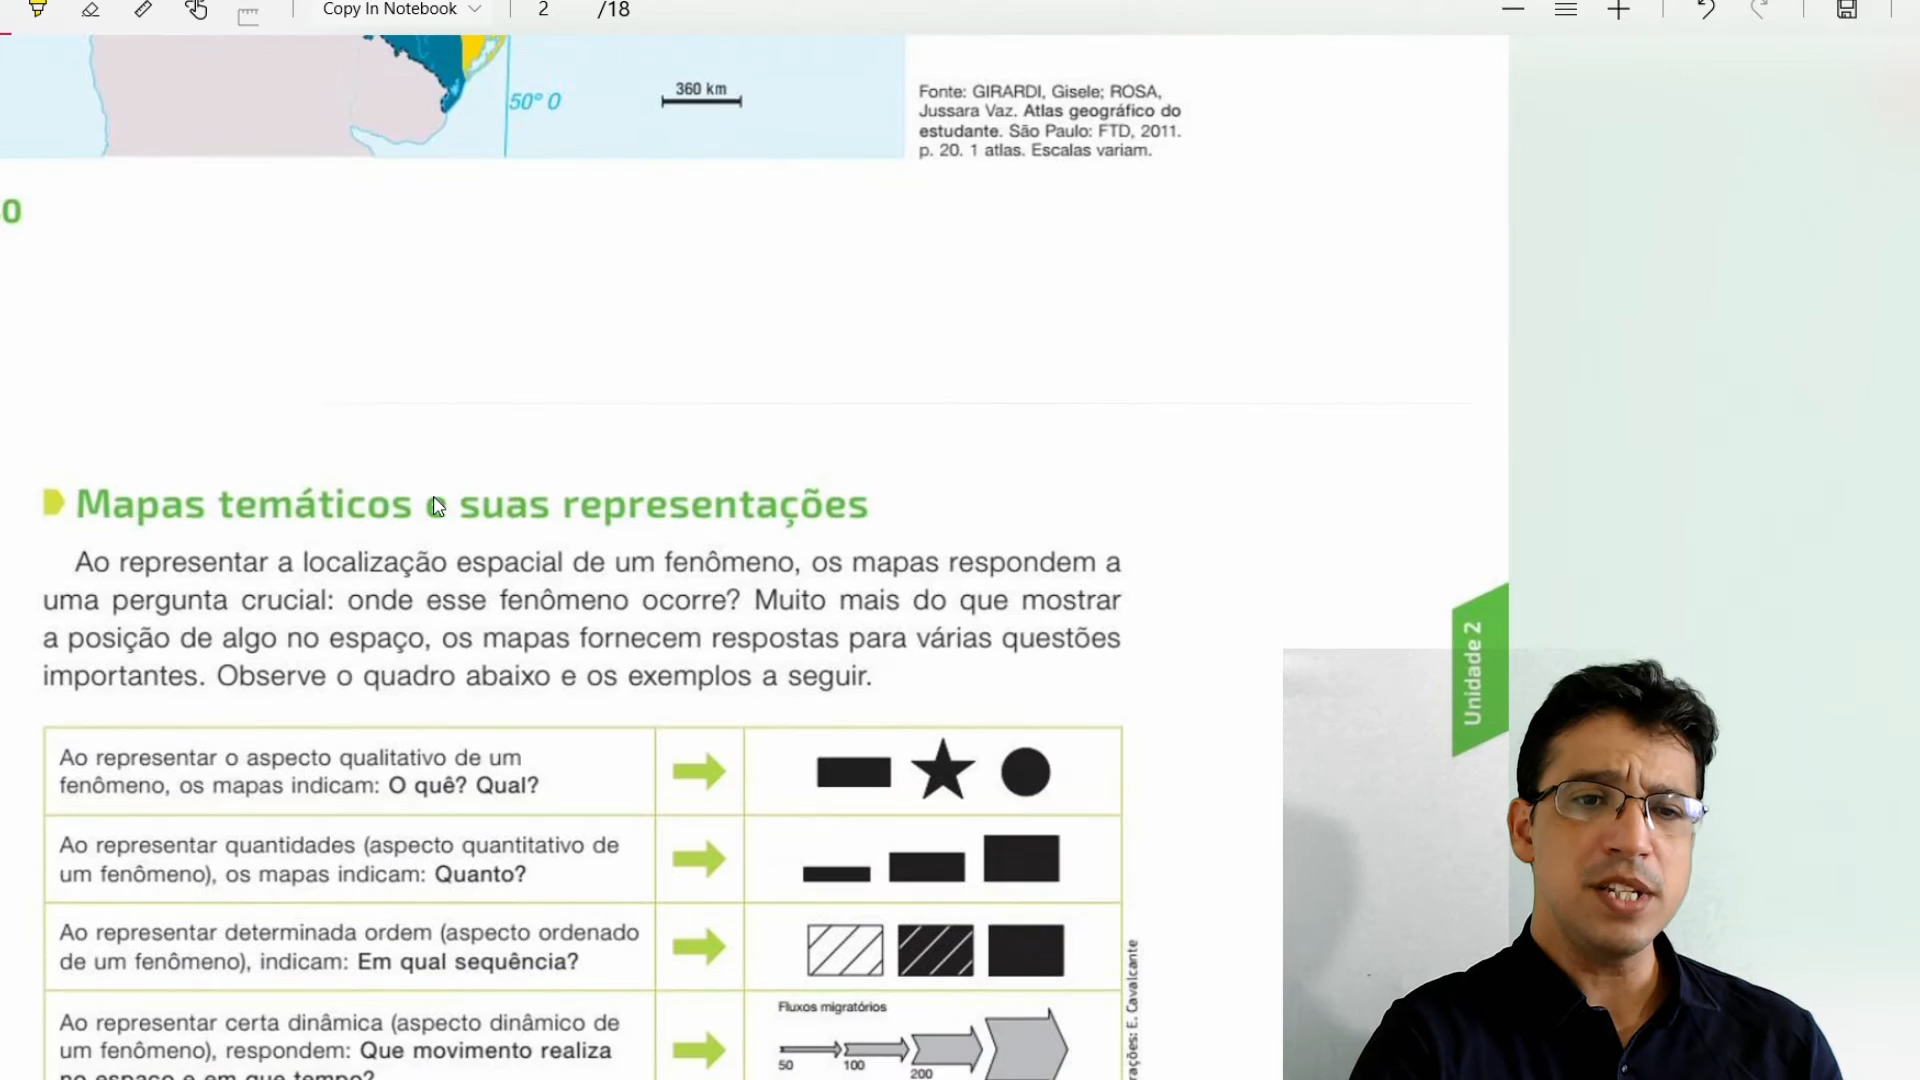 Copy In Notebook
2
/18
50° O
360 km
Fonte: GIRARDI, Gisele; ROSA,
Jussara Vaz. Atlas geográfico do
estudante. São Paulo: FTD, 2011.
p. 20. 1 atlas. Escalas variam.
Mapas temáticos e suas representações
Ao representar a localização espacial de um fenômeno, os mapas respondem a
uma pergunta crucial: onde esse fenômeno ocorre? Muito mais do que mostrar
a posição de algo no espaço, os mapas fornecem respostas para várias questões
importantes. Observe o quadro abaixo e os exemplos a seguir.
Ao representar o aspecto qualitativo de um
fenômeno, os mapas indicam: O quê? Qual?
Ao representar quantidades (aspecto quantitativo de
um fenômeno), os mapas indicam: Quanto?
Ao representar determinada ordem (aspecto ordenado
de um fenômeno), indicam: Em qual sequência?
Ao representar certa dinâmica (aspecto dinâmico de
um fenômeno), respondem: Que movimento realiza
no espaço e em que tempo?
Fluxos migratórios
50
100
200
rações: E. Cavalcante
Unidade 2